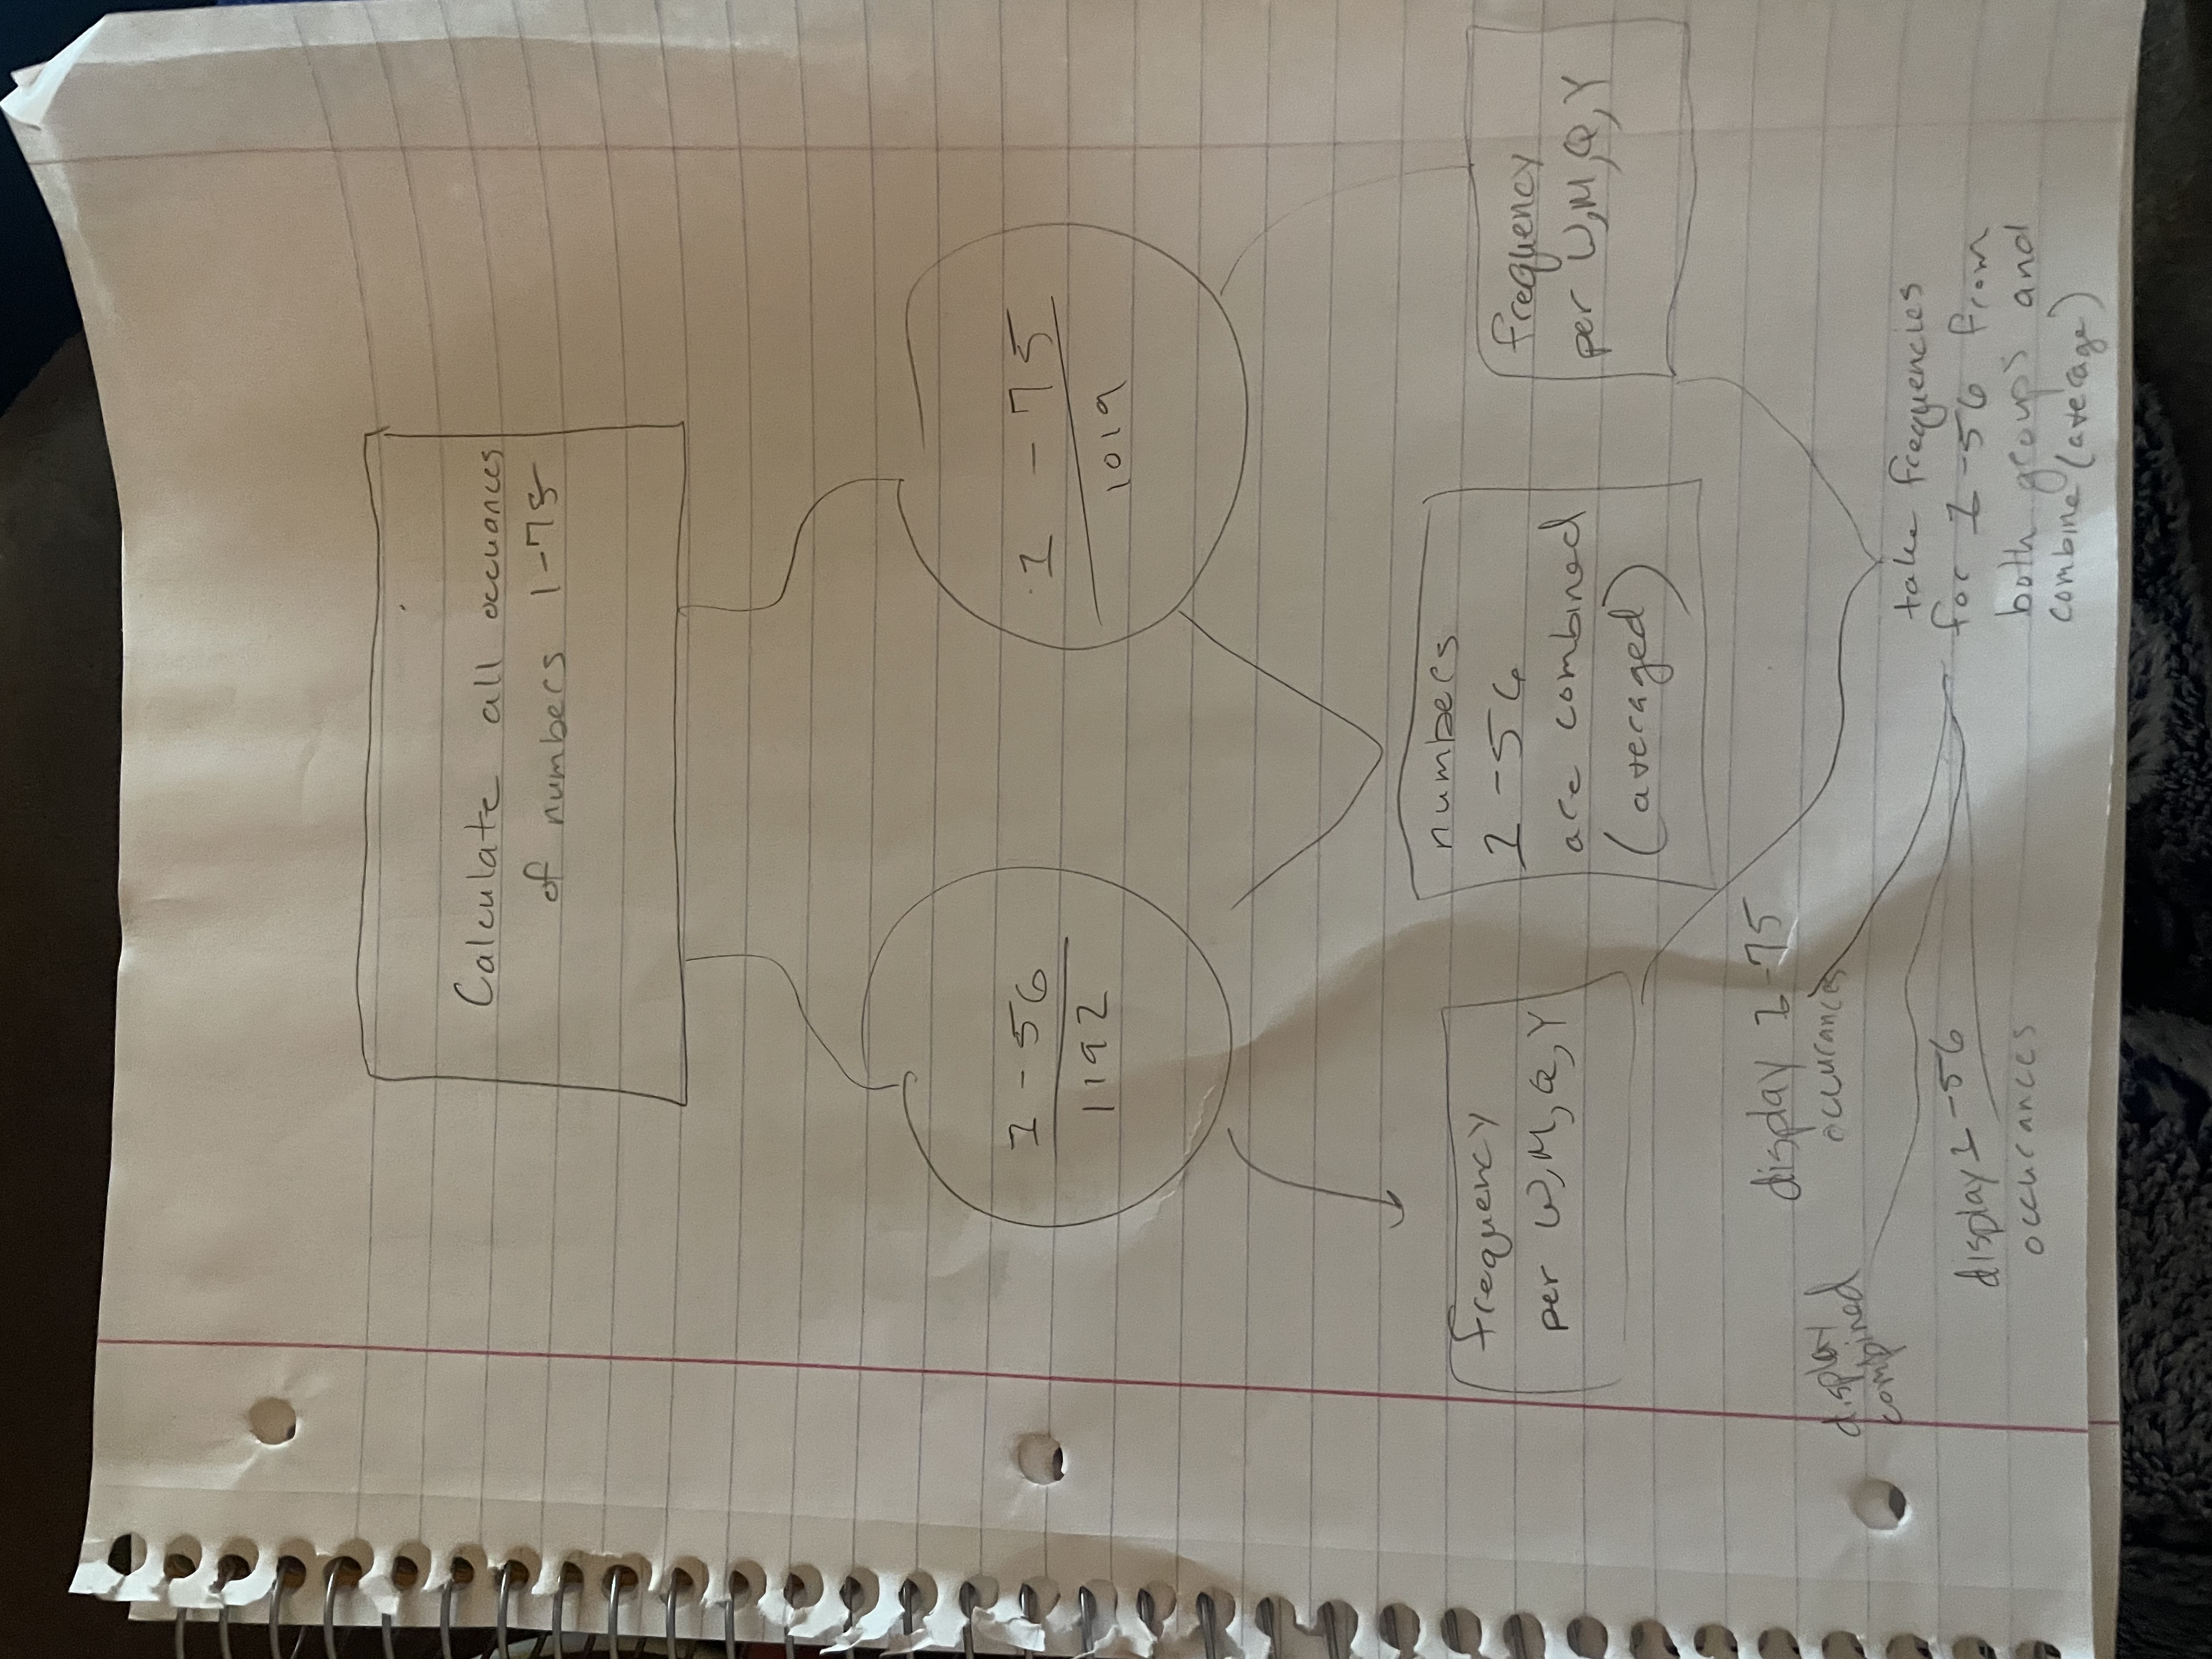 Calculate all occurances
of numbers 1-75
1-56
1192
1 -75
1019
frequency
per W, M, Q, Y
numbers
1-56
are combined
(averaged)
frequency
per W, M, Q, Y
display 1-75
occurances
display
combined
display 1-56
occurances
take frequencies
for 1-56 from
both groups and
combine (average)